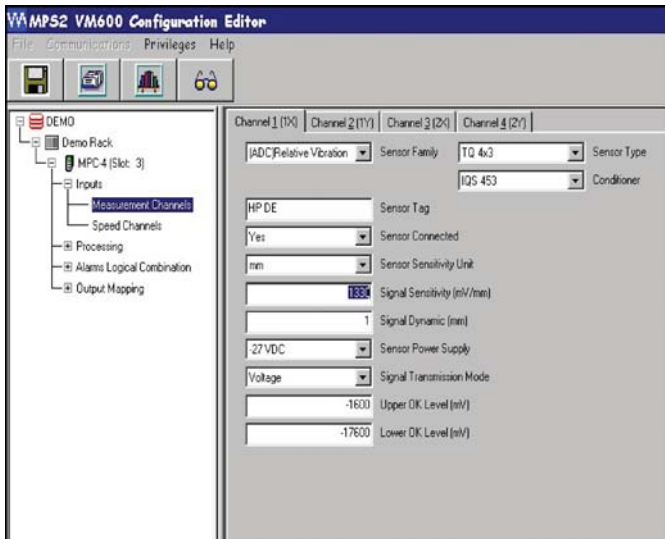 MPS2 VM600 Configuration Editor
File Communications Privileges Help
DEMO
Demo Rack
MPC-4 (Slot: 3)
Inputs
Measurement Channels
Speed Channels
Processing
Alarms Logical Combination
Output Mapping
Channel 1 (1X) Channel 2 (1Y) Channel 3 (2X) Channel 4 (2Y)
(ADC)Relative Vibration Sensor Family TQ 4x3 Sensor Type
IQS 453 Conditioner
HP DE Sensor Tag
Yes Sensor Connected
mm Sensor Sensitivity Unit
1330 Signal Sensitivity (mV/mm)
1 Signal Dynamic (mm)
-27 VDC Sensor Power Supply
Voltage Signal Transmission Mode
-1600 Upper OK Level (mV)
-17600 Lower OK Level (mV)